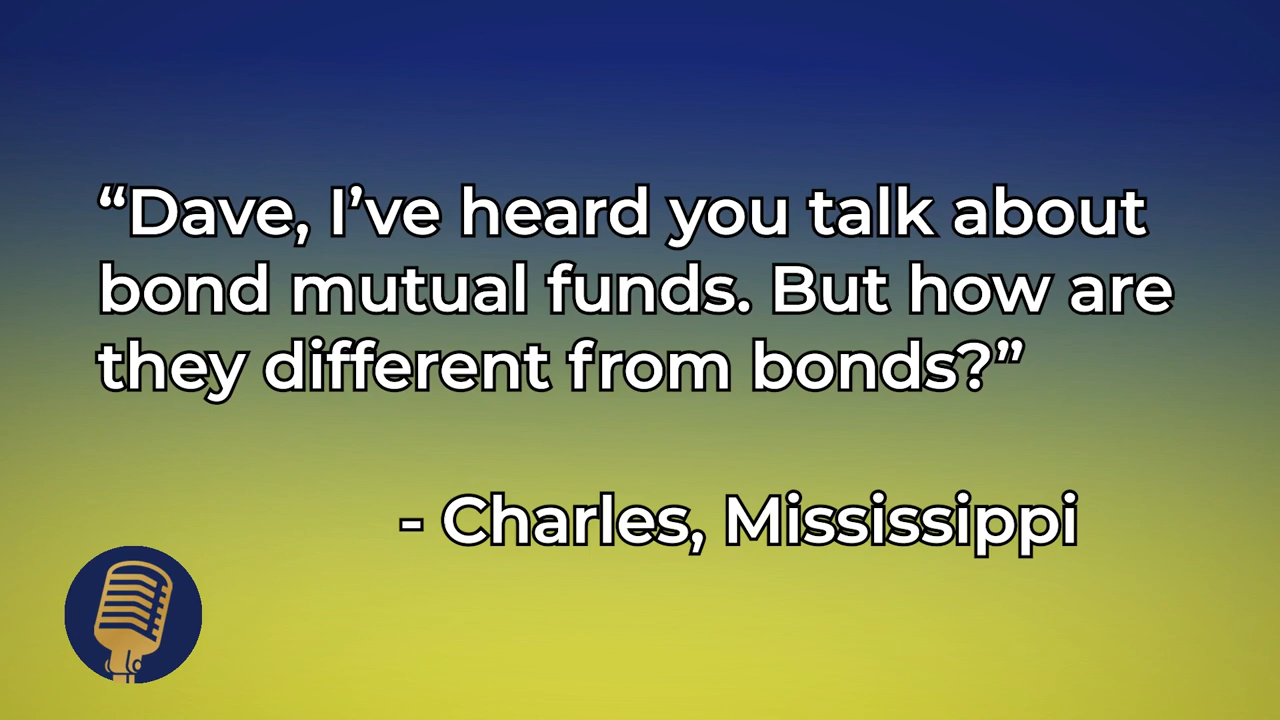 “Dave, I’ve heard you talk about
bond mutual funds. But how are
they different from bonds?”
- Charles, Mississippi